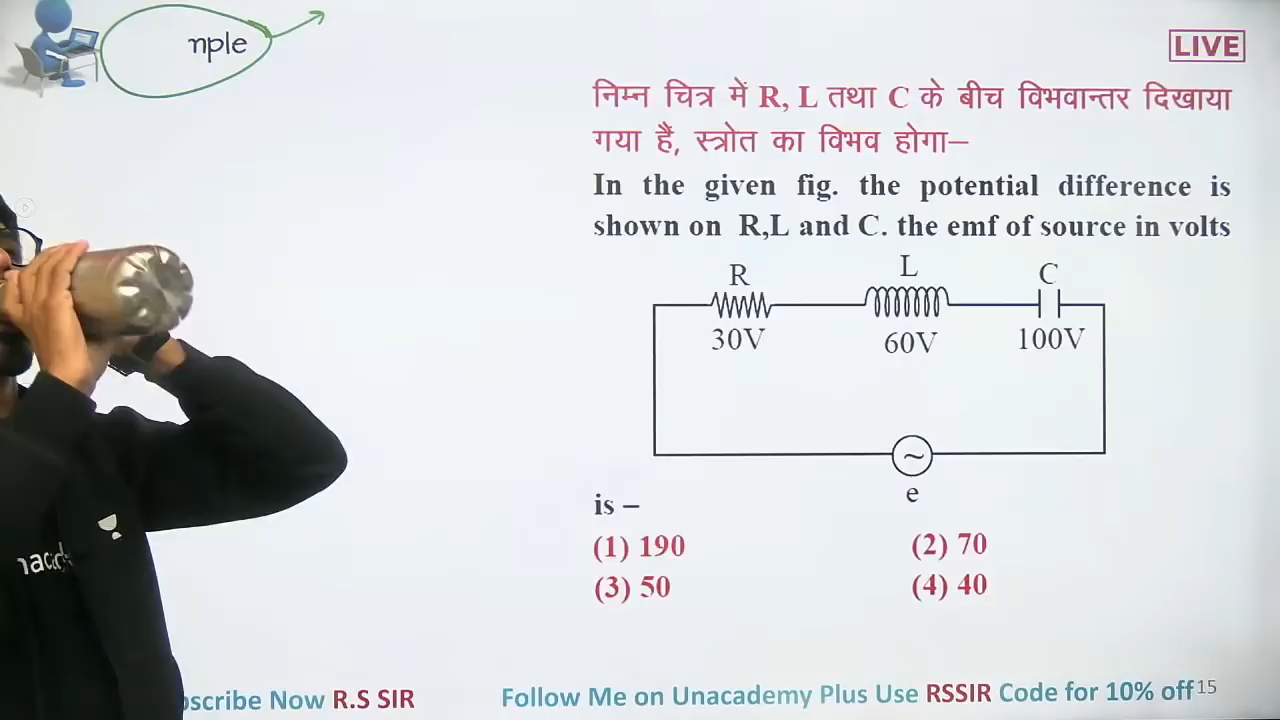 nple
LIVE
निम्न चित्र में R, L तथा C के बीच विभवान्तर दिखाया
गया हैं, स्त्रोत का विभव होगा–
In the given fig. the potential difference is
shown on R,L and C. the emf of source in volts
R
L
C
30V
60V
100V
~
e
is –
(1) 190
(2) 70
(3) 50
(4) 40
bscribe Now R.S SIR
Follow Me on Unacademy Plus Use RSSIR Code for 10% off
15